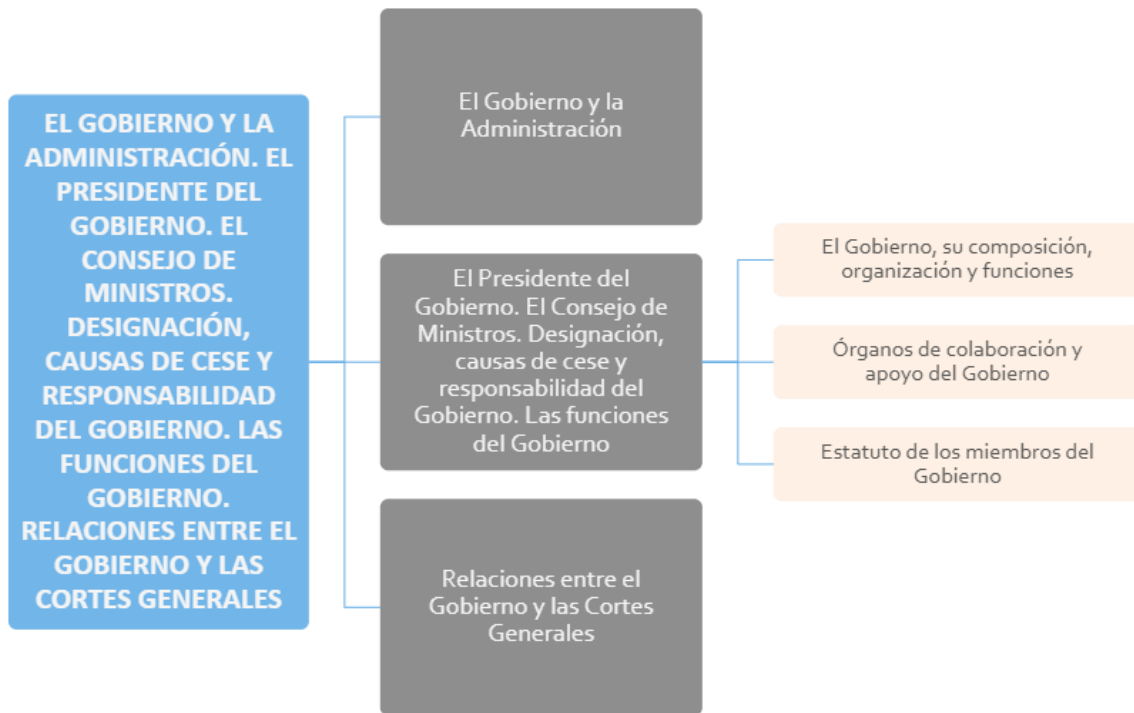 EL GOBIERNO Y LA
ADMINISTRACIÓN. EL
PRESIDENTE DEL
GOBIERNO. EL
CONSEJO DE
MINISTROS.
DESIGNACIÓN,
CAUSAS DE CESE Y
RESPONSABILIDAD
DEL GOBIERNO. LAS
FUNCIONES DEL
GOBIERNO.
RELACIONES ENTRE EL
GOBIERNO Y LAS
CORTES GENERALES
El Gobierno y la
Administración
El Presidente del
Gobierno. El Consejo de
Ministros. Designación,
causas de cese y
responsabilidad del
Gobierno. Las funciones
del Gobierno
El Gobierno, su composición,
organización y funciones
Órganos de colaboración y
apoyo del Gobierno
Estatuto de los miembros del
Gobierno
Relaciones entre el
Gobierno y las Cortes
Generales